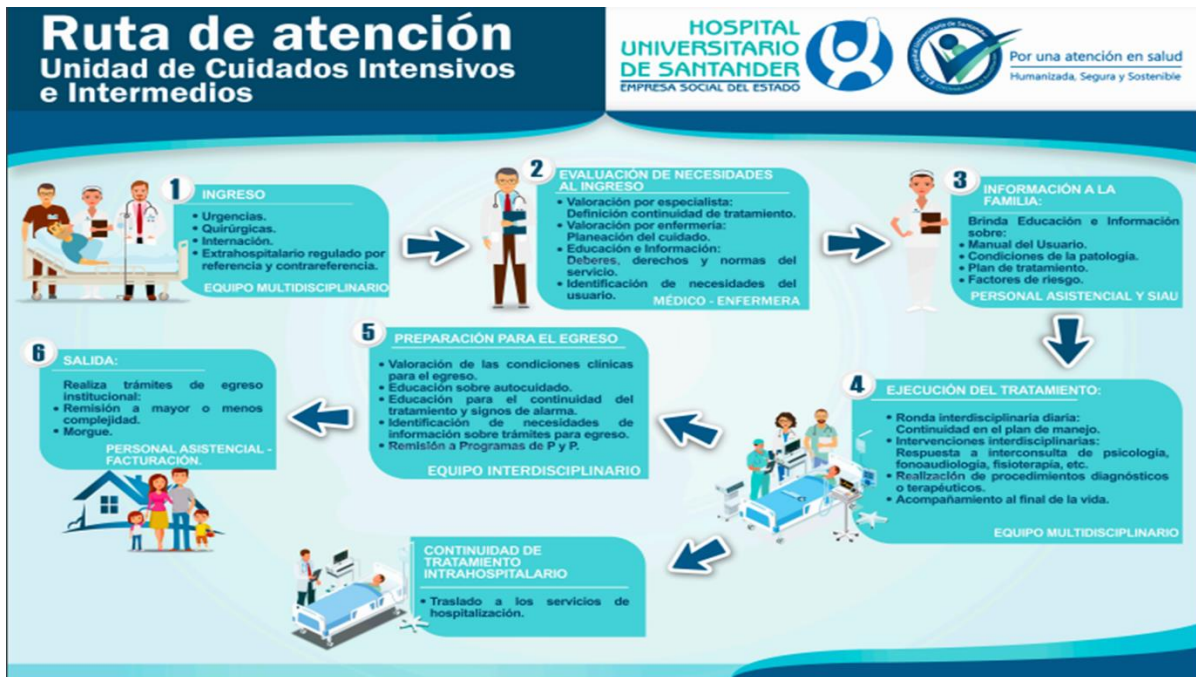 Ruta de atención
Unidad de Cuidados Intensivos
e Intermedios
HOSPITAL
UNIVERSITARIO
DE SANTANDER
EMPRESA SOCIAL DEL ESTADO
Por una atención en salud
Humanizada, Segura y Sostenible
1
INGRESO
• Urgencias.
• Quirúrgicas.
• Internación.
• Extrahospitalario regulado por
referencia y contrareferencia.
EQUIPO MULTIDISCIPLINARIO
2
EVALUACIÓN DE NECESIDADES
AL INGRESO
• Valoración por especialista:
Definición continuidad de tratamiento.
• Valoración por enfermería:
Planeación del cuidado.
• Educación e Información:
Deberes, derechos y normas del
servicio.
• Identificación de necesidades del
usuario.
MÉDICO - ENFERMERA
3
INFORMACIÓN A LA
FAMILIA:
Brinda Educación e Información
sobre:
• Manual del Usuario.
• Condiciones de la patología.
• Plan de tratamiento.
• Factores de riesgo.
PERSONAL ASISTENCIAL Y SIAU
4
EJECUCIÓN DEL TRATAMIENTO:
• Ronda interdisciplinaria diaria:
Continuidad en el plan de manejo.
• Intervenciones interdisciplinarias:
Respuesta a interconsulta de psicología,
fonoaudiología, fisioterapia, etc.
• Realización de procedimientos diagnósticos
o terapéuticos.
• Acompañamiento al final de la vida.
EQUIPO MULTIDISCIPLINARIO
5
PREPARACIÓN PARA EL EGRESO
• Valoración de las condiciones clínicas
para el egreso.
• Educación sobre autocuidado.
• Educación para el continuidad del
tratamiento y signos de alarma.
• Identificación de necesidades de
información sobre trámites para egreso.
• Remisión a Programas de P y P.
EQUIPO INTERDISCIPLINARIO
6
SALIDA:
Realiza trámites de egreso
institucional:
• Remisión a mayor o menos
complejidad.
• Morgue.
PERSONAL ASISTENCIAL -
FACTURACIÓN.
CONTINUIDAD DE
TRATAMIENTO
INTRAHOSPITALARIO
• Traslado a los servicios de
hospitalización.